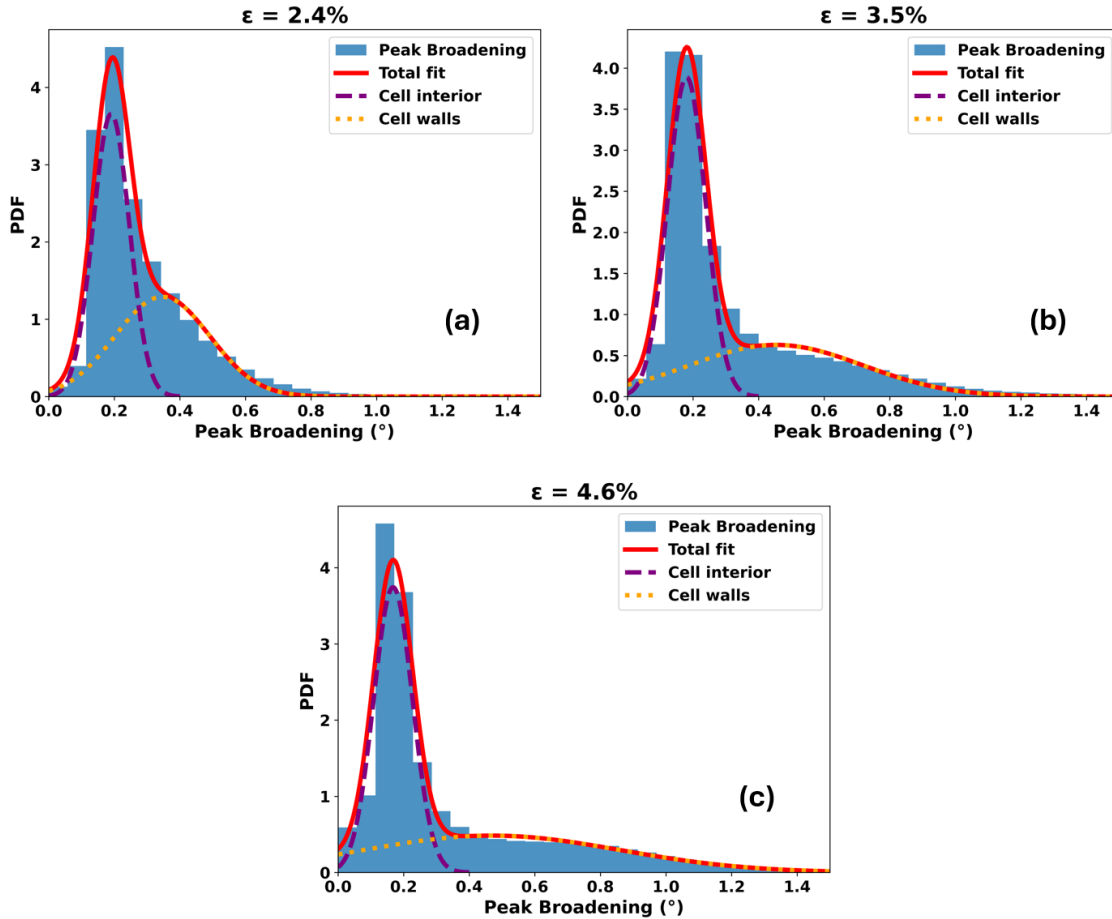 ε = 2.4%
PDF
4
3
2
1
0
Peak Broadening
Total fit
Cell interior
Cell walls
(a)
0.0 0.2 0.4 0.6 0.8 1.0 1.2 1.4
Peak Broadening (°)
ε = 3.5%
PDF
4.0
3.5
3.0
2.5
2.0
1.5
1.0
0.5
0.0
Peak Broadening
Total fit
Cell interior
Cell walls
(b)
0.0 0.2 0.4 0.6 0.8 1.0 1.2 1.4
Peak Broadening (°)
ε = 4.6%
PDF
4
3
2
1
0
Peak Broadening
Total fit
Cell interior
Cell walls
(c)
0.0 0.2 0.4 0.6 0.8 1.0 1.2 1.4
Peak Broadening (°)